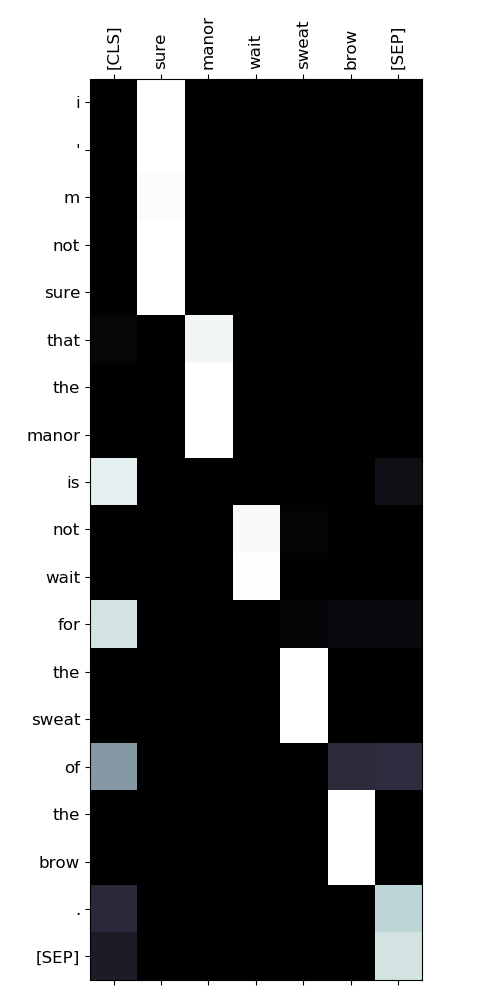 [CLS] sure manor wait sweat brow [SEP]
i
'
m
not
sure
that
the
manor
is
not
wait
for
the
sweat
of
the
brow
.
[SEP]